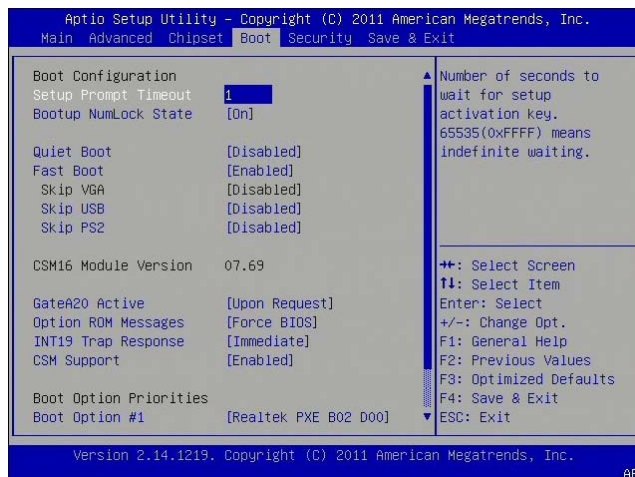 Aptio Setup Utility – Copyright (C) 2011 American Megatrends, Inc.
Main Advanced Chipset Boot Security Save & Exit
Boot Configuration
Setup Prompt Timeout 1
Bootup NumLock State [On]
Quiet Boot [Disabled]
Fast Boot [Enabled]
Skip VGA [Disabled]
Skip USB [Disabled]
Skip PS2 [Disabled]
CSM16 Module Version 07.69
GateA20 Active [Upon Request]
Option ROM Messages [Force BIOS]
INT19 Trap Response [Immediate]
CSM Support [Enabled]
Boot Option Priorities
Boot Option #1 [Realtek PXE B02 D00]
Number of seconds to
wait for setup
activation key.
65535(0xFFFF) means
indefinite waiting.
→←: Select Screen
↑↓: Select Item
Enter: Select
+/-: Change Opt.
F1: General Help
F2: Previous Values
F3: Optimized Defaults
F4: Save & Exit
ESC: Exit
Version 2.14.1219. Copyright (C) 2011 American Megatrends, Inc.